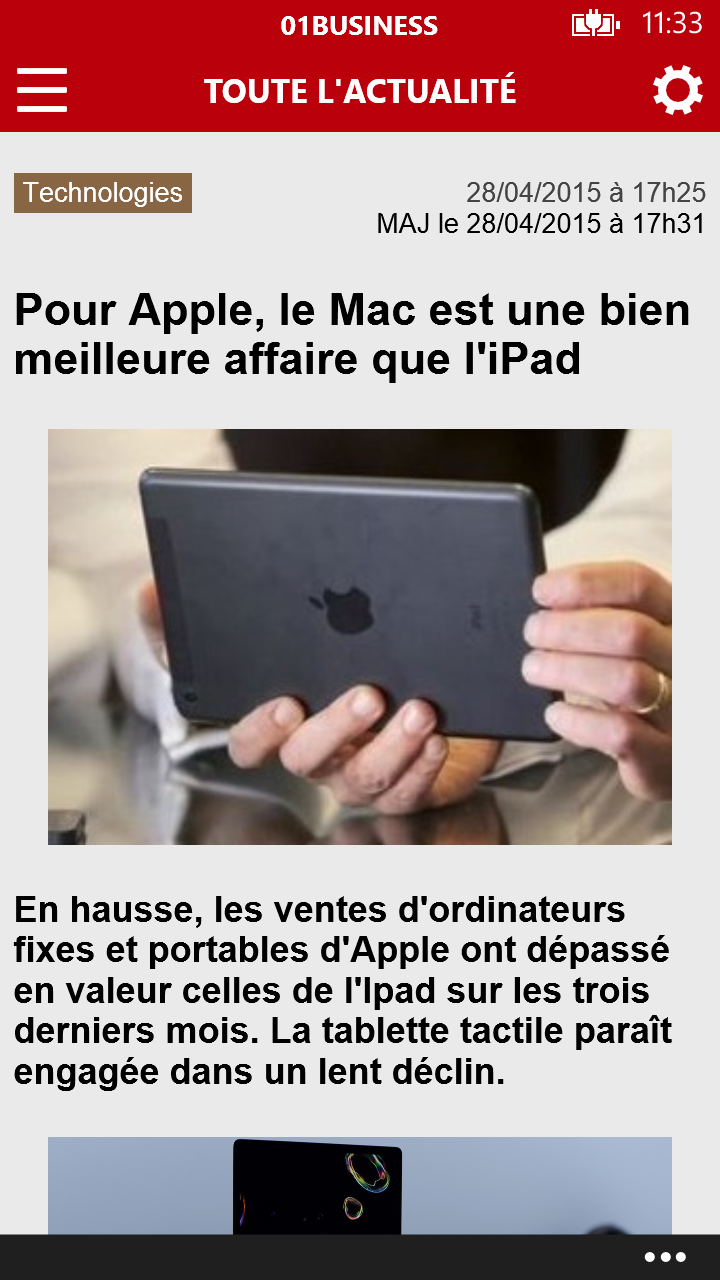 01BUSINESS
11:33
TOUTE L'ACTUALITÉ
Technologies
28/04/2015 à 17h25
MAJ le 28/04/2015 à 17h31
Pour Apple, le Mac est une bien
meilleure affaire que l'iPad
iPad
En hausse, les ventes d'ordinateurs
fixes et portables d'Apple ont dépassé
en valeur celles de l'Ipad sur les trois
derniers mois. La tablette tactile paraît
engagée dans un lent déclin.